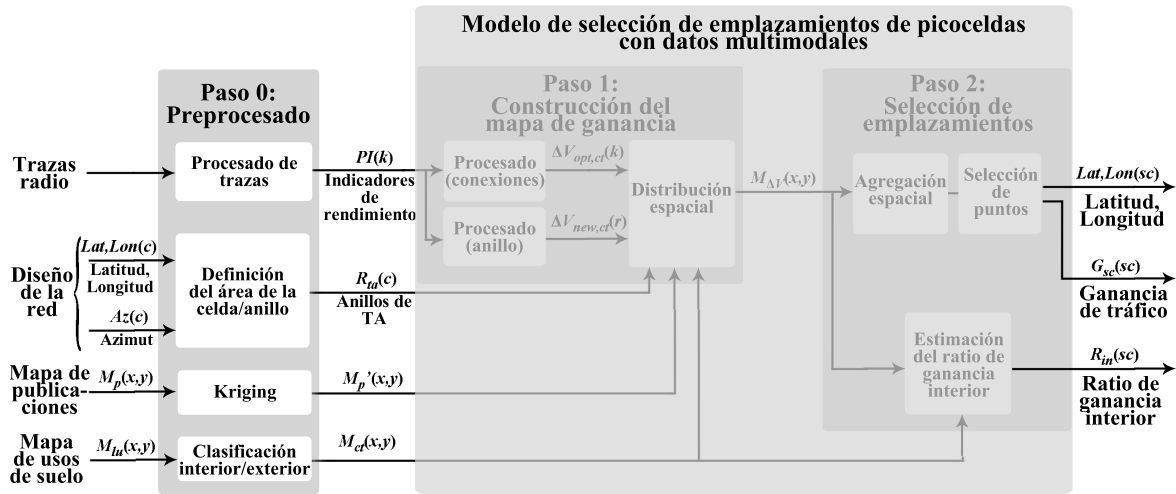 Modelo de selección de emplazamientos de picoceldas
con datos multimodales
Paso 0:
Preprocesado
Paso 1:
Construcción del
mapa de ganancia
Paso 2:
Selección de
emplazamientos
Trazas
radio
Procesado de
trazas
PI(k)
Indicadores
de
rendimiento
Procesado
(conexiones)
ΔV_opt,ct(k)
Procesado
(anillo)
ΔV_new,ct(r)
Distribución
espacial
M_ΔV(x,y)
Agregación
espacial
Selección
de
puntos
Lat,Lon(sc)
Latitud,
Longitud
G_sc(sc)
Ganancia
de tráfico
Diseño
de la
red
Lat,Lon(c)
Latitud,
Longitud
Az(c)
Azimut
Definición
del área de la
celda/anillo
R_ta(c)
Anillos de
TA
Estimación
del ratio de
ganancia
interior
R_in(sc)
Ratio de
ganancia
interior
Mapa de
publica-
ciones
M_p(x,y)
Kriging
M_p’(x,y)
Mapa
de usos
de suelo
M_lu(x,y)
Clasificación
interior/exterior
M_ct(x,y)